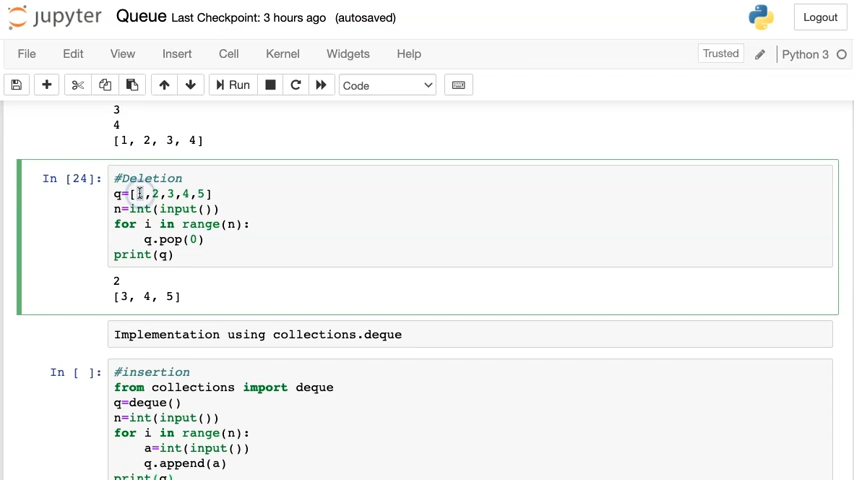 jupyter Queue Last Checkpoint: 3 hours ago (autosaved) Logout
File Edit View Insert Cell Kernel Widgets Help Trusted Python 3
Run Code
3
4
[1, 2, 3, 4]
In [24]: #Deletion
q=[1,2,3,4,5]
n=int(input())
for i in range(n):
q.pop(0)
print(q)
2
[3, 4, 5]
Implementation using collections.deque
In [ ]: #insertion
from collections import deque
q=deque()
n=int(input())
for i in range(n):
a=int(input())
q.append(a)
print(q)